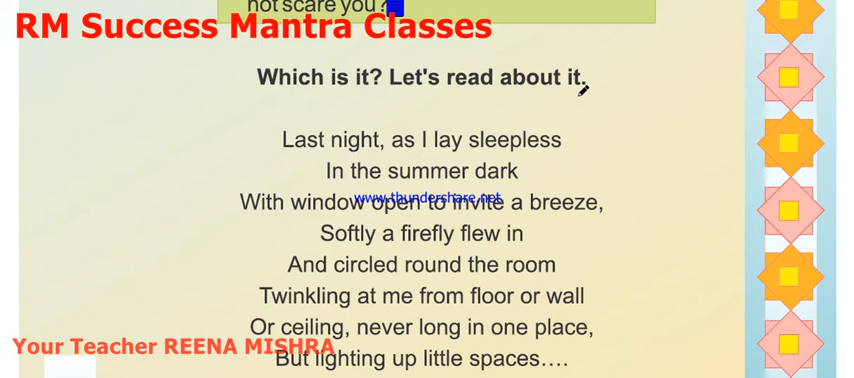 not scare you?
RM Success Mantra Classes
Which is it? Let's read about it.
Last night, as I lay sleepless
In the summer dark
With window open to invite a breeze,
www.thundershare.net
Softly a firefly flew in
And circled round the room
Twinkling at me from floor or wall
Or ceiling, never long in one place,
Your Teacher REENA MISHRA
But lighting up little spaces....